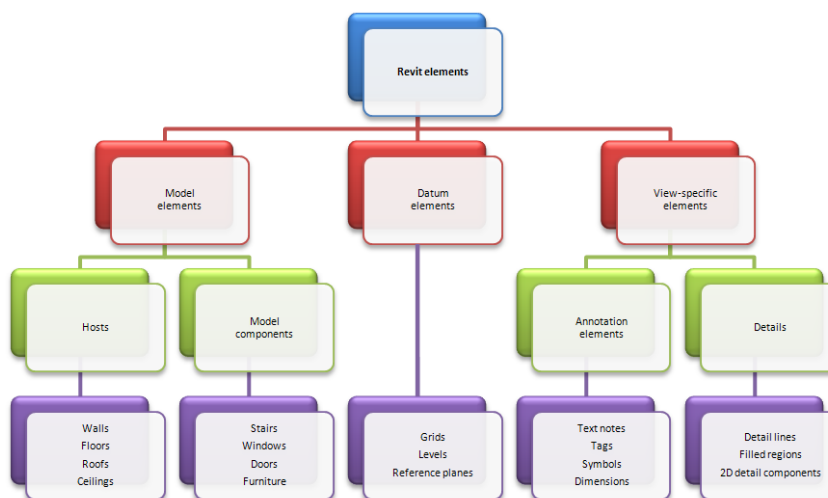 Revit elements
Model
elements
Datum
elements
View-specific
elements
Hosts
Model
components
Annotation
elements
Details
Walls
Floors
Roofs
Ceilings
Stairs
Windows
Doors
Furniture
Grids
Levels
Reference planes
Text notes
Tags
Symbols
Dimensions
Detail lines
Filled regions
2D detail components